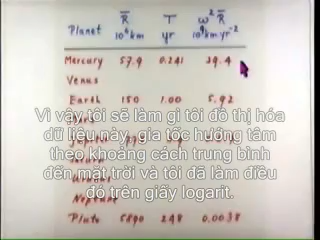 Planet R̄ T ω² R̄
10⁶ km yr 10⁹ km·yr⁻²
Mercury 57.9 0.241 39.4
Venus
Earth 150 1.00 5.92
Vì vậy tôi sẽ làm gì tôi đồ thị hóa
dữ liệu này, gia tốc hướng tâm
theo khoảng cách trung bình
đến mặt trời và tôi đã làm điều
đó trên giấy logarit.
Pluto 5890 248 0.0038